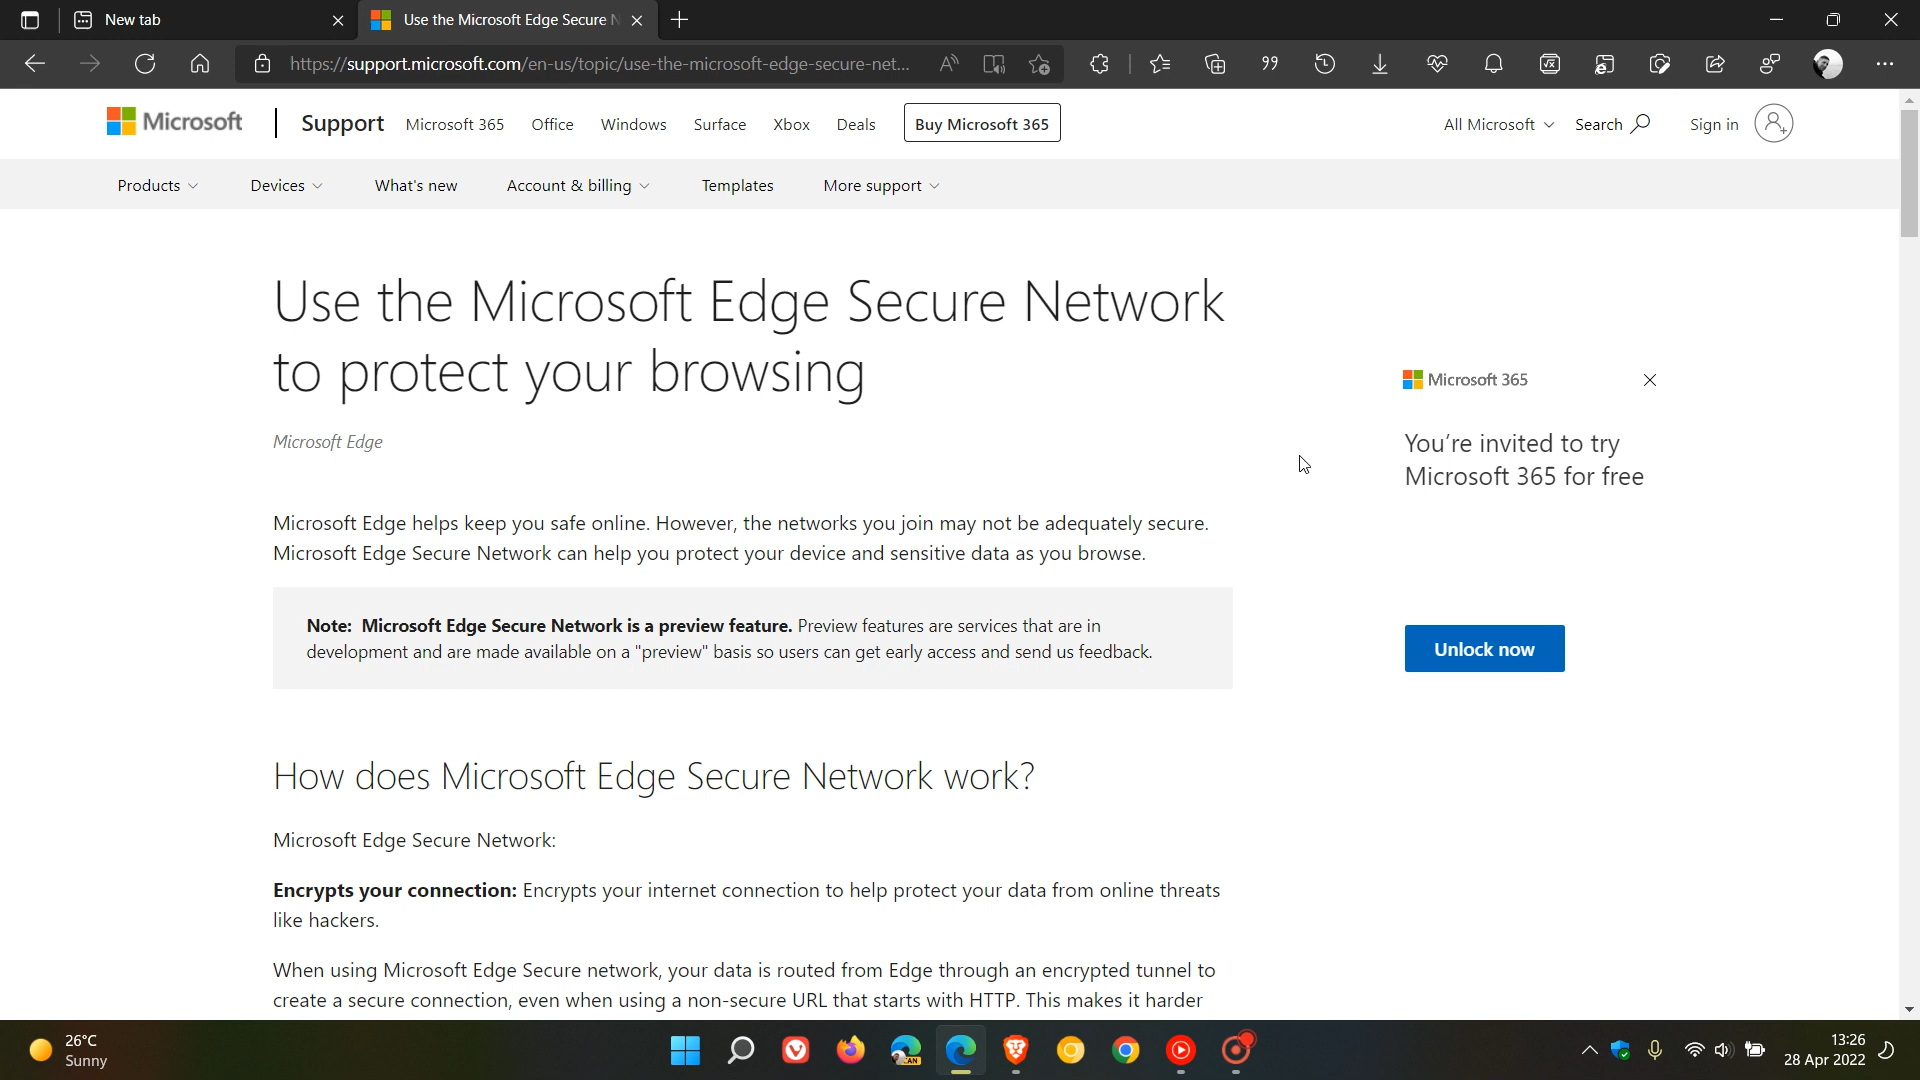 New tab
Use the Microsoft Edge Secure N
https://support.microsoft.com/en-us/topic/use-the-microsoft-edge-secure-net...
Microsoft
Support
Microsoft 365
Office
Windows
Surface
Xbox
Deals
Buy Microsoft 365
All Microsoft
Search
Sign in
Products
Devices
What's new
Account & billing
Templates
More support
Use the Microsoft Edge Secure Network
to protect your browsing
Microsoft Edge
Microsoft Edge helps keep you safe online. However, the networks you join may not be adequately secure.
Microsoft Edge Secure Network can help you protect your device and sensitive data as you browse.
Note: Microsoft Edge Secure Network is a preview feature. Preview features are services that are in
development and are made available on a "preview" basis so users can get early access and send us feedback.
Microsoft 365
You're invited to try
Microsoft 365 for free
Unlock now
How does Microsoft Edge Secure Network work?
Microsoft Edge Secure Network:
Encrypts your connection: Encrypts your internet connection to help protect your data from online threats
like hackers.
When using Microsoft Edge Secure network, your data is routed from Edge through an encrypted tunnel to
create a secure connection, even when using a non-secure URL that starts with HTTP. This makes it harder
26°C
Sunny
CAN
13:26
28 Apr 2022